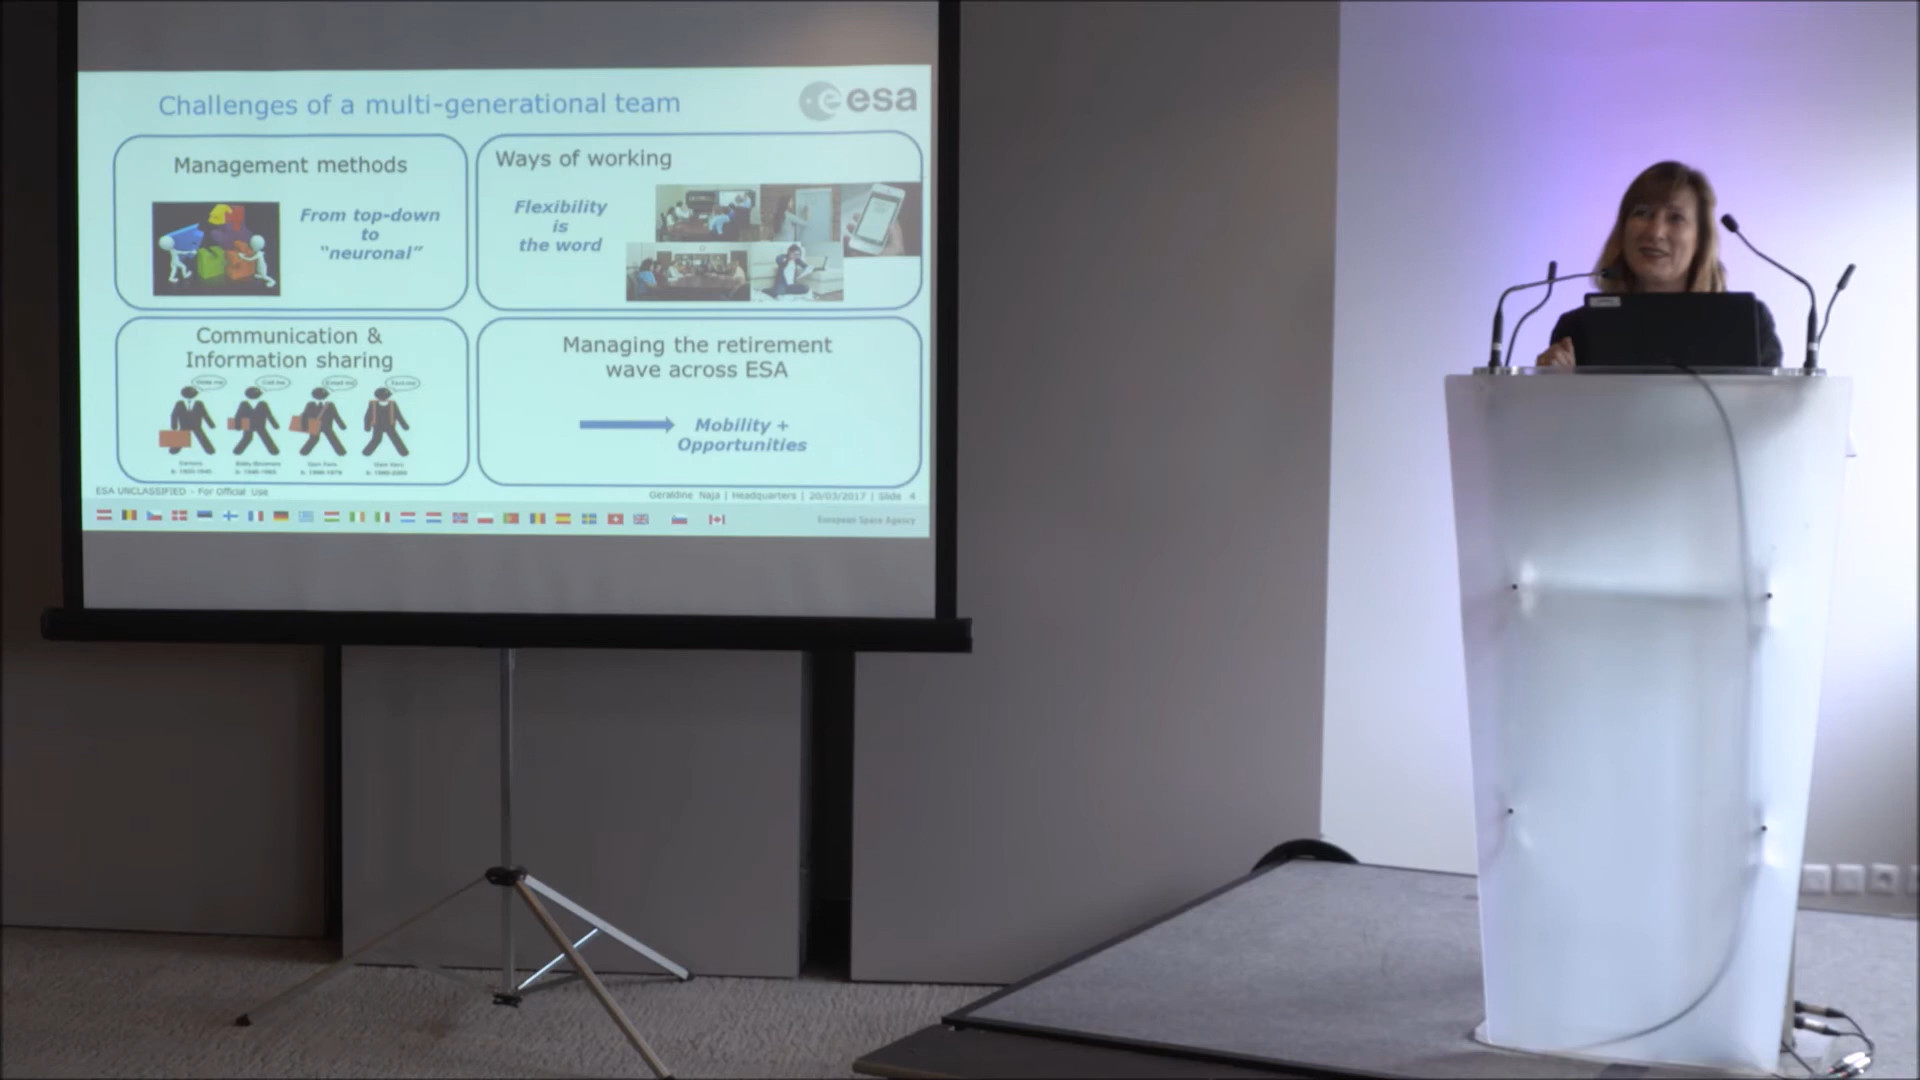 Challenges of a multi-generational team
esa
Management methods
From top-down
to
"neuronal"
Ways of working
Flexibility
is
the word
Communication &
Information sharing
Managing the retirement
wave across ESA
Mobility +
Opportunities
ESA UNCLASSIFIED - For Official Use
Geraldine Naja | Headquarters | 20/03/2017 | Slide 4
European Space Agency